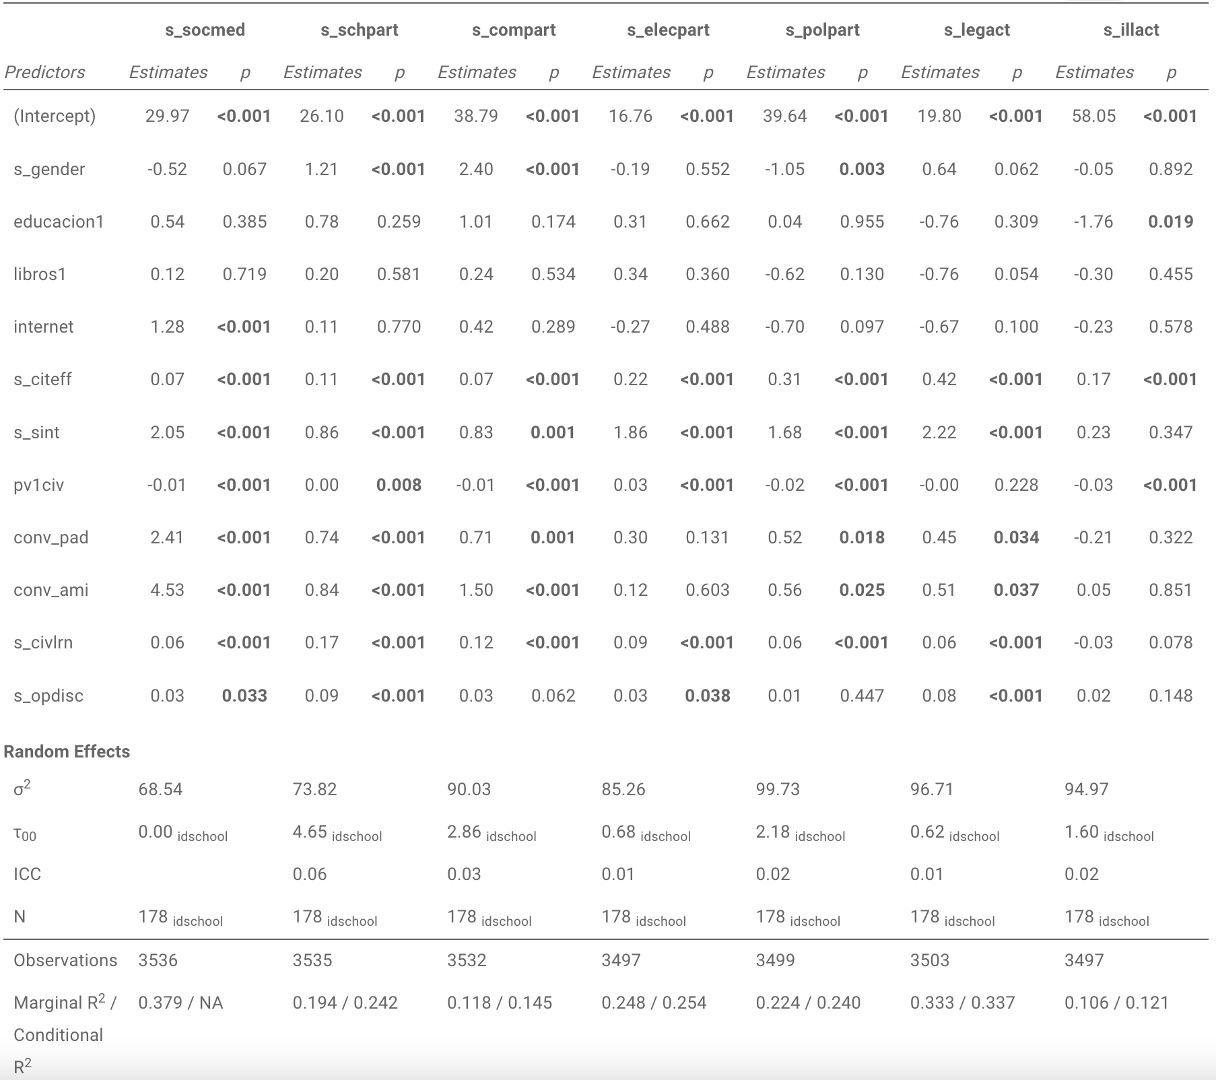 s_socmed s_schpart s_compart s_elecpart s_polpart s_legact s_illact
Predictors Estimates p Estimates p Estimates p Estimates p Estimates p Estimates p Estimates p
(Intercept) 29.97 <0.001 26.10 <0.001 38.79 <0.001 16.76 <0.001 39.64 <0.001 19.80 <0.001 58.05 <0.001
s_gender -0.52 0.067 1.21 <0.001 2.40 <0.001 -0.19 0.552 -1.05 0.003 0.64 0.062 -0.05 0.892
educacion1 0.54 0.385 0.78 0.259 1.01 0.174 0.31 0.662 0.04 0.955 -0.76 0.309 -1.76 0.019
libros1 0.12 0.719 0.20 0.581 0.24 0.534 0.34 0.360 -0.62 0.130 -0.76 0.054 -0.30 0.455
internet 1.28 <0.001 0.11 0.770 0.42 0.289 -0.27 0.488 -0.70 0.097 -0.67 0.100 -0.23 0.578
s_citeff 0.07 <0.001 0.11 <0.001 0.07 <0.001 0.22 <0.001 0.31 <0.001 0.42 <0.001 0.17 <0.001
s_sint 2.05 <0.001 0.86 <0.001 0.83 0.001 1.86 <0.001 1.68 <0.001 2.22 <0.001 0.23 0.347
pv1civ -0.01 <0.001 0.00 0.008 -0.01 <0.001 0.03 <0.001 -0.02 <0.001 -0.00 0.228 -0.03 <0.001
conv_pad 2.41 <0.001 0.74 <0.001 0.71 0.001 0.30 0.131 0.52 0.018 0.45 0.034 -0.21 0.322
conv_ami 4.53 <0.001 0.84 <0.001 1.50 <0.001 0.12 0.603 0.56 0.025 0.51 0.037 0.05 0.851
s_civlrn 0.06 <0.001 0.17 <0.001 0.12 <0.001 0.09 <0.001 0.06 <0.001 0.06 <0.001 -0.03 0.078
s_opdisc 0.03 0.033 0.09 <0.001 0.03 0.062 0.03 0.038 0.01 0.447 0.08 <0.001 0.02 0.148
Random Effects
σ² 68.54 73.82 90.03 85.26 99.73 96.71 94.97
τ₀₀ 0.00 idschool 4.65 idschool 2.86 idschool 0.68 idschool 2.18 idschool 0.62 idschool 1.60 idschool
ICC 0.06 0.03 0.01 0.02 0.01 0.02
N 178 idschool 178 idschool 178 idschool 178 idschool 178 idschool 178 idschool 178 idschool
Observations 3536 3535 3532 3497 3499 3503 3497
Marginal R² / 0.379 / NA 0.194 / 0.242 0.118 / 0.145 0.248 / 0.254 0.224 / 0.240 0.333 / 0.337 0.106 / 0.121
Conditional
R²